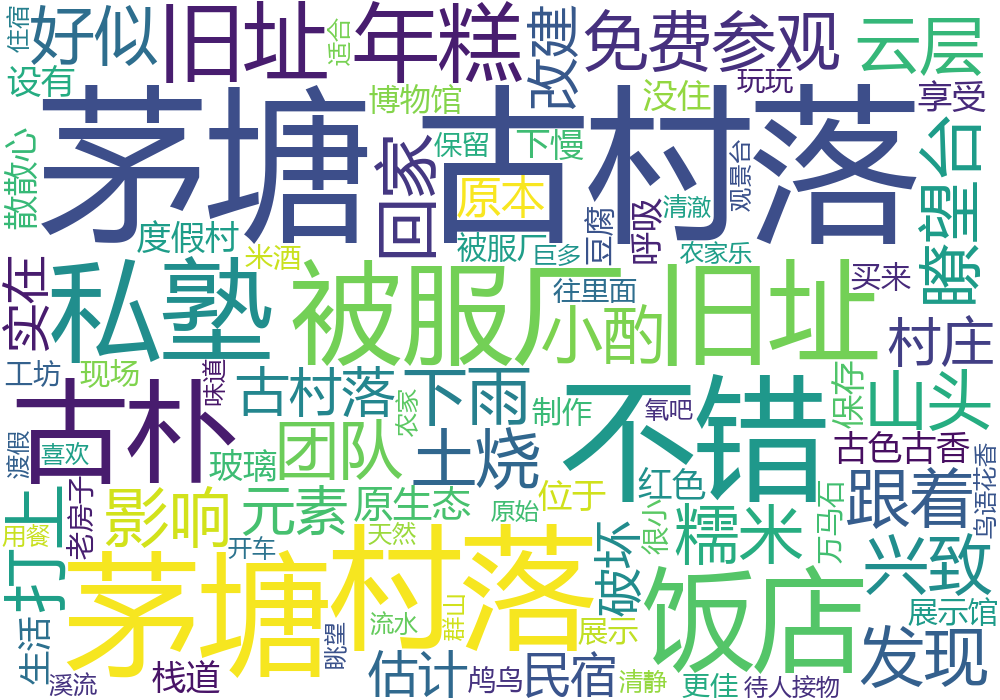 住宿
好似
旧址
年糕
适合
改建
免费参观
云层
设有
博物馆
没住
玩玩
享受
茅塘
古村落
散散心
回家
保留
下慢
原本
清澈
观景台
瞭望台
度假村
米酒
被服厂
巨多
豆腐
呼吸
农家乐
实在
私塾
被服厂旧址
小酌
往里面
买来
村庄
工坊
现场
味道
古村落
下雨
不错
氧吧
保存
山头
古朴
农家
制作
渡假
喜欢
玻璃
团队
土烧
红色
古色古香
鸟语花香
老房子
影响
元素
原生态
原始
位于
很小
糯米
万马石
跟着
用餐
打上
开车
天然
破坏
兴致
茅塘村落
饭店
生活
眺望
流水
群山
展示
展示馆
溪流
栈道
估计
鸬鸟
民宿
清静
更佳
待人接物
发现